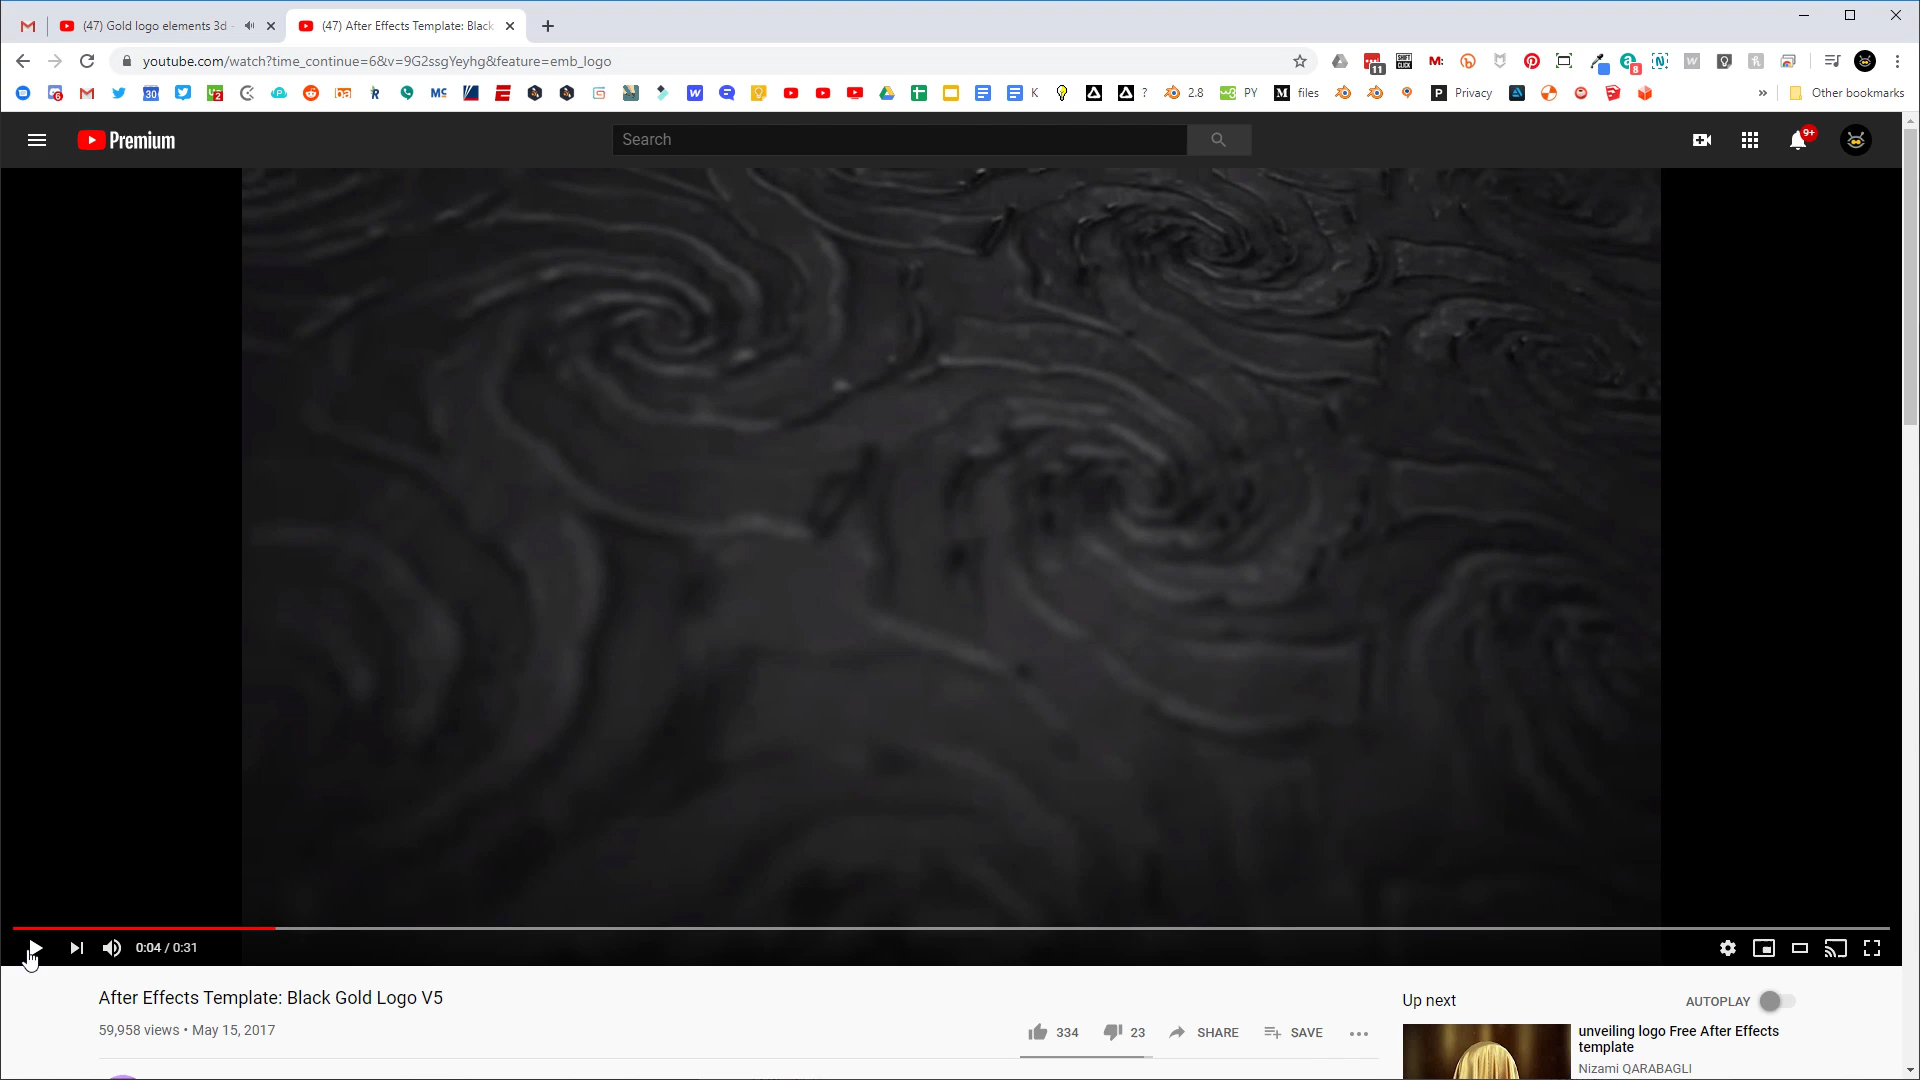 (47) Gold logo elements 3d
(47) After Effects Template: Black
youtube.com/watch?time_continue=6&v=9G2ssgYeyhg&feature=emb_logo
11
8
K
?
2.8
PY
files
Privacy
»
Other bookmarks
Premium
Search
9+
0:04 / 0:31
After Effects Template: Black Gold Logo V5
59,958 views • May 15, 2017
334
23
SHARE
SAVE
Up next
AUTOPLAY
unveiling logo Free After Effects
template
Nizami QARABAGLI